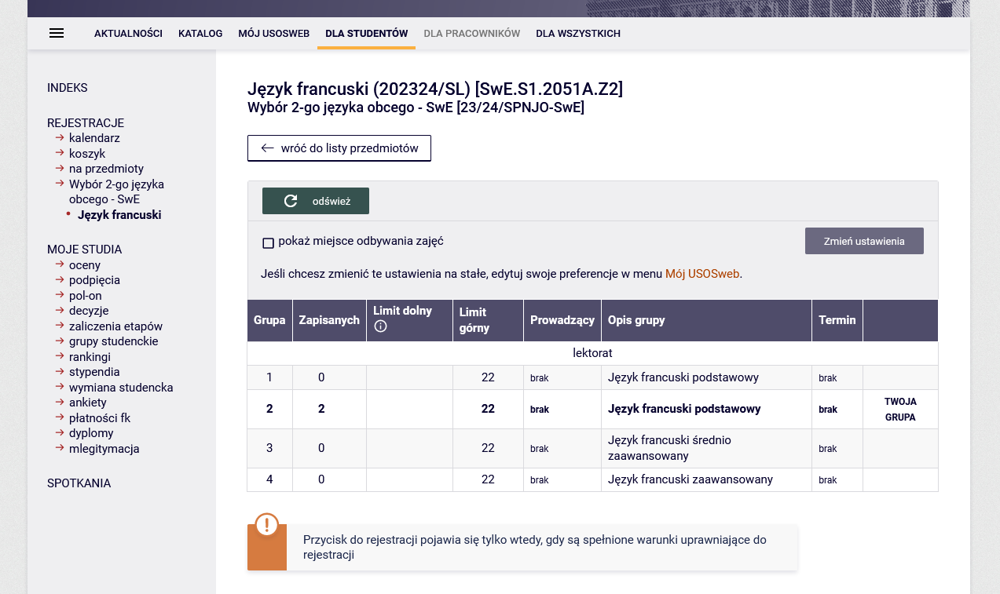 AKTUALNOŚCI KATALOG MÓJ USOSWEB DLA STUDENTÓW DLA PRACOWNIKÓW DLA WSZYSTKICH
INDEKS
REJESTRACJE
kalendarz
koszyk
na przedmioty
Wybór 2-go języka
obcego - SwE
Język francuski
MOJE STUDIA
oceny
podpięcia
pol-on
decyzje
zaliczenia etapów
grupy studenckie
rankingi
stypendia
wymiana studencka
ankiety
płatności fk
dyplomy
mlegitymacja
SPOTKANIA
Język francuski (202324/SL) [SwE.S1.2051A.Z2]
Wybór 2-go języka obcego - SwE [23/24/SPNJO-SwE]
wróć do listy przedmiotów
odśwież
pokaż miejsce odbywania zajęć
Zmień ustawienia
Jeśli chcesz zmienić te ustawienia na stałe, edytuj swoje preferencje w menu Mój USOSweb.
Grupa Zapisanych Limit dolny Limit górny Prowadzący Opis grupy Termin
lektorat
1 0 22 brak Język francuski podstawowy brak
2 2 22 brak Język francuski podstawowy brak TWOJA GRUPA
3 0 22 brak Język francuski średnio zaawansowany brak
4 0 22 brak Język francuski zaawansowany brak
Przycisk do rejestracji pojawia się tylko wtedy, gdy są spełnione warunki uprawniające do
rejestracji